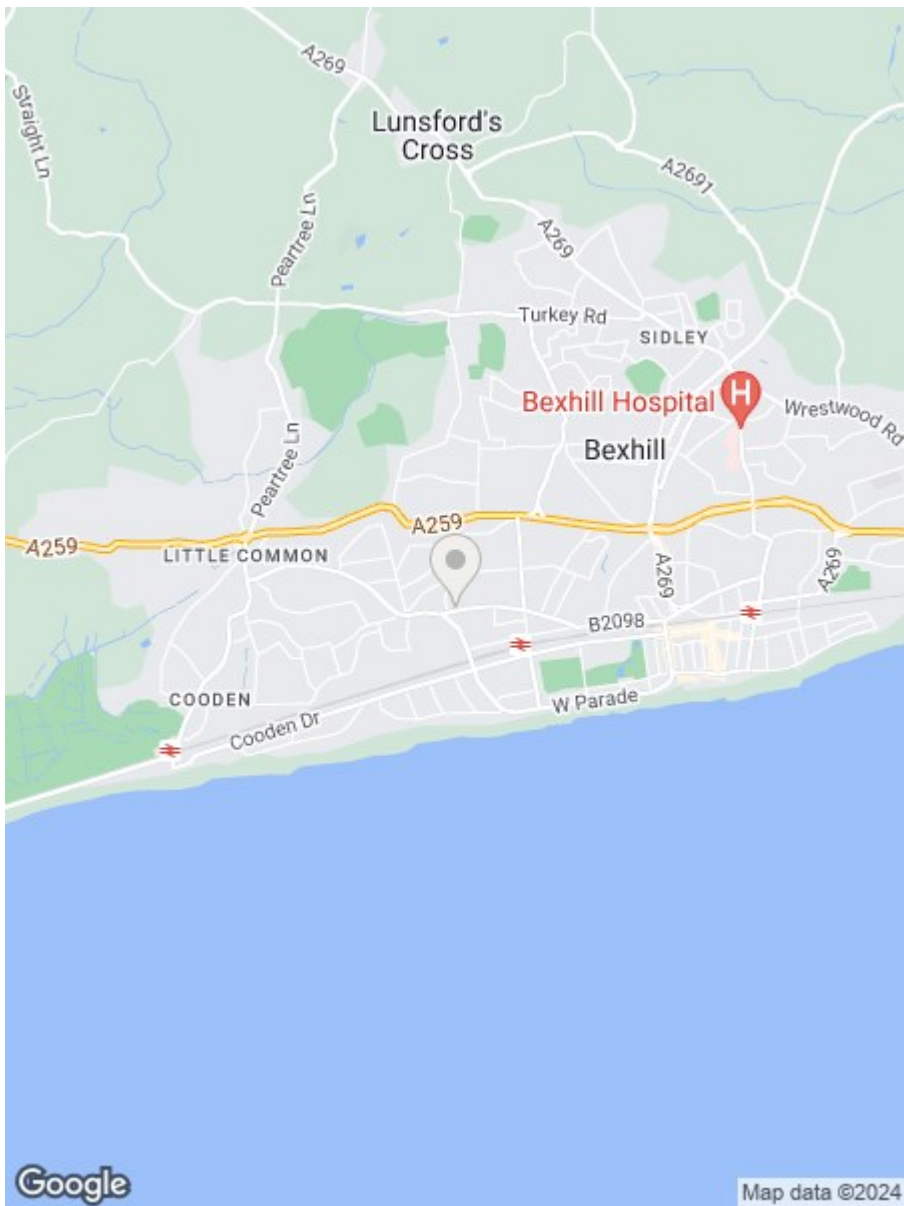 A269
Straight Ln
Lunsford's
Cross
A2691
Peartree Ln
A269
Turkey Rd
SIDLEY
Bexhill Hospital
H
Wrestwood Rd
Bexhill
Peartree Ln
A259
A259
LITTLE COMMON
A269
A269
B2098
COODEN
W Parade
Cooden Dr
Google
Map data ©2024